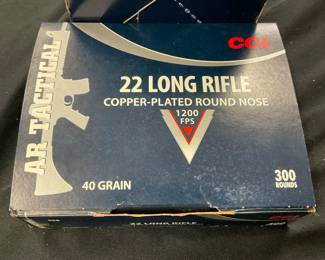 CCI
22 LONG RIFLE
COPPER-PLATED ROUND NOSE
1200
FPS
AR TACTICAL
40 GRAIN
300
ROUNDS
22 LONG RIFLE